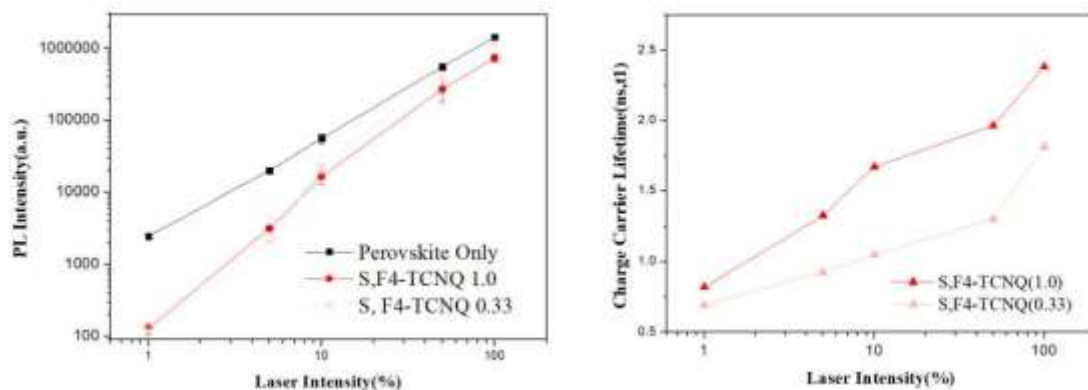 1000000
100000
10000
1000
100
PL Intensity(a.u.)
Perovskite Only
S,F4-TCNQ 1.0
S, F4-TCNQ 0.33
1
10
100
Laser Intensity(%)
2.5
2.0
1.5
1.0
0.5
Charge Carrier Lifetime(ns,t1)
S,F4-TCNQ(1.0)
S,F4-TCNQ(0.33)
1
10
100
Laser Intensity(%)